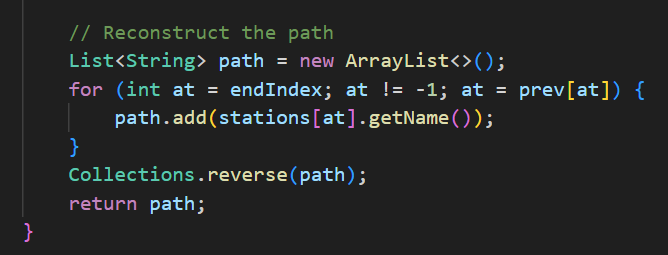 // Reconstruct the path
List<String> path = new ArrayList<>();
for (int at = endIndex; at != -1; at = prev[at]) {
path.add(stations[at].getName());
}
Collections.reverse(path);
return path;
}